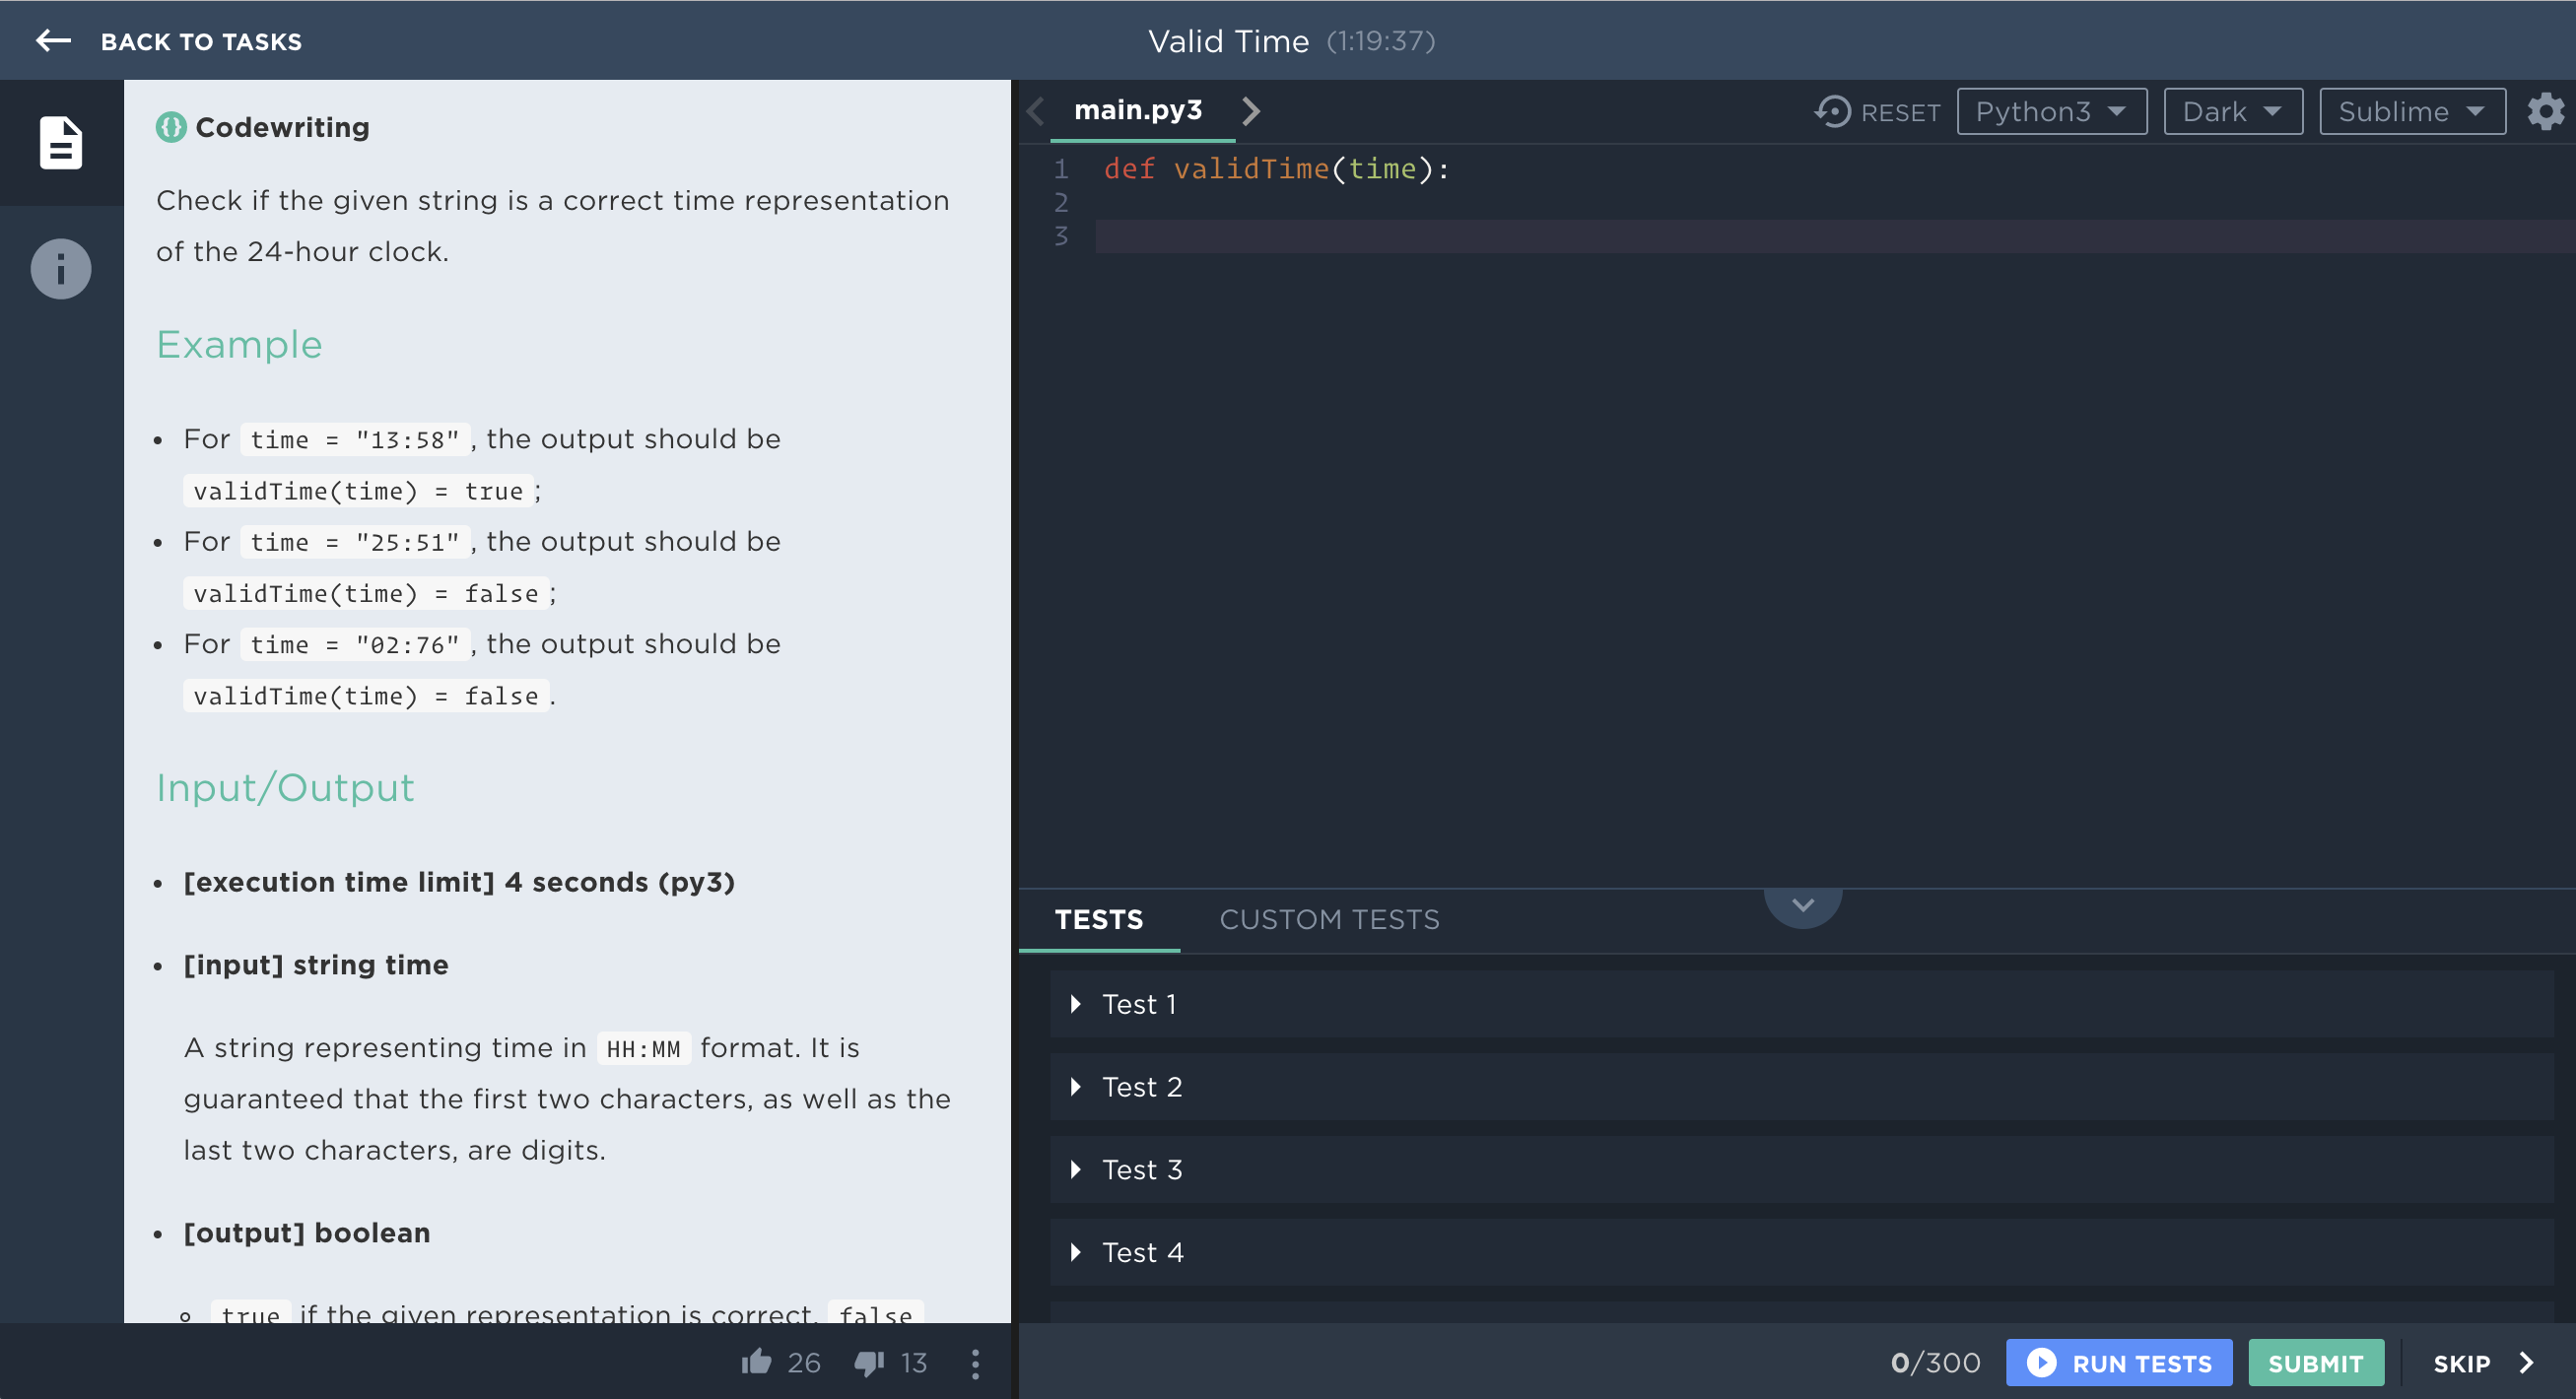 BACK TO TASKS
Valid Time (1:19:37)
Codewriting
Check if the given string is a correct time representation
of the 24-hour clock.
Example
• For time = "13:58", the output should be
validTime(time) = true;
• For time = "25:51", the output should be
validTime(time) = false;
• For time = "02:76", the output should be
validTime(time) = false.
Input/Output
• [execution time limit] 4 seconds (py3)
• [input] string time
A string representing time in HH:MM format. It is
guaranteed that the first two characters, as well as the
last two characters, are digits.
• [output] boolean
true if the given representation is correct, false
26 13
main.py3
RESET Python3 Dark Sublime
1 def validTime(time):
2
3
TESTS CUSTOM TESTS
Test 1
Test 2
Test 3
Test 4
0/300 RUN TESTS SUBMIT SKIP